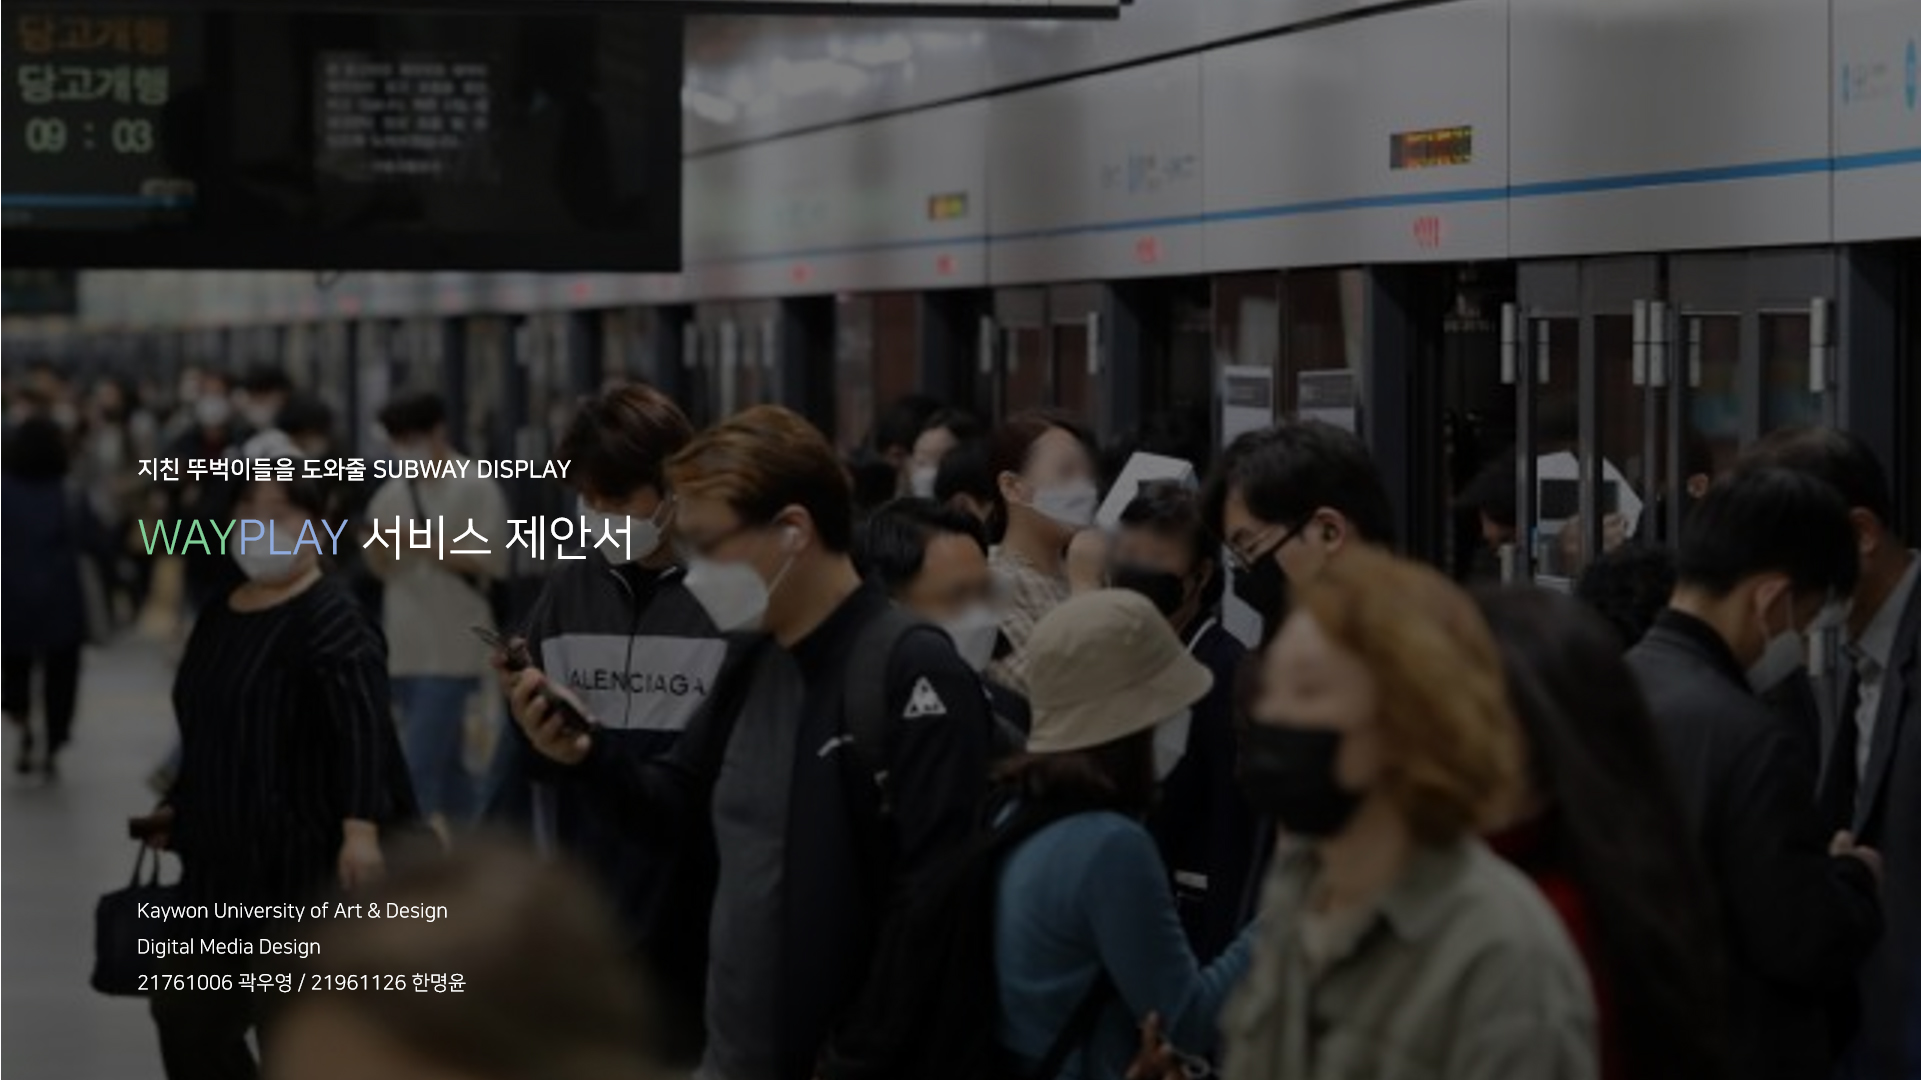 당고개행
당고개행
09 : 03
지친 뚜벅이들을 도와줄 SUBWAY DISPLAY
WAYPLAY 서비스 제안서
ALENCIAGA
Kaywon University of Art & Design
Digital Media Design
21761006 곽우영 / 21961126 한명윤